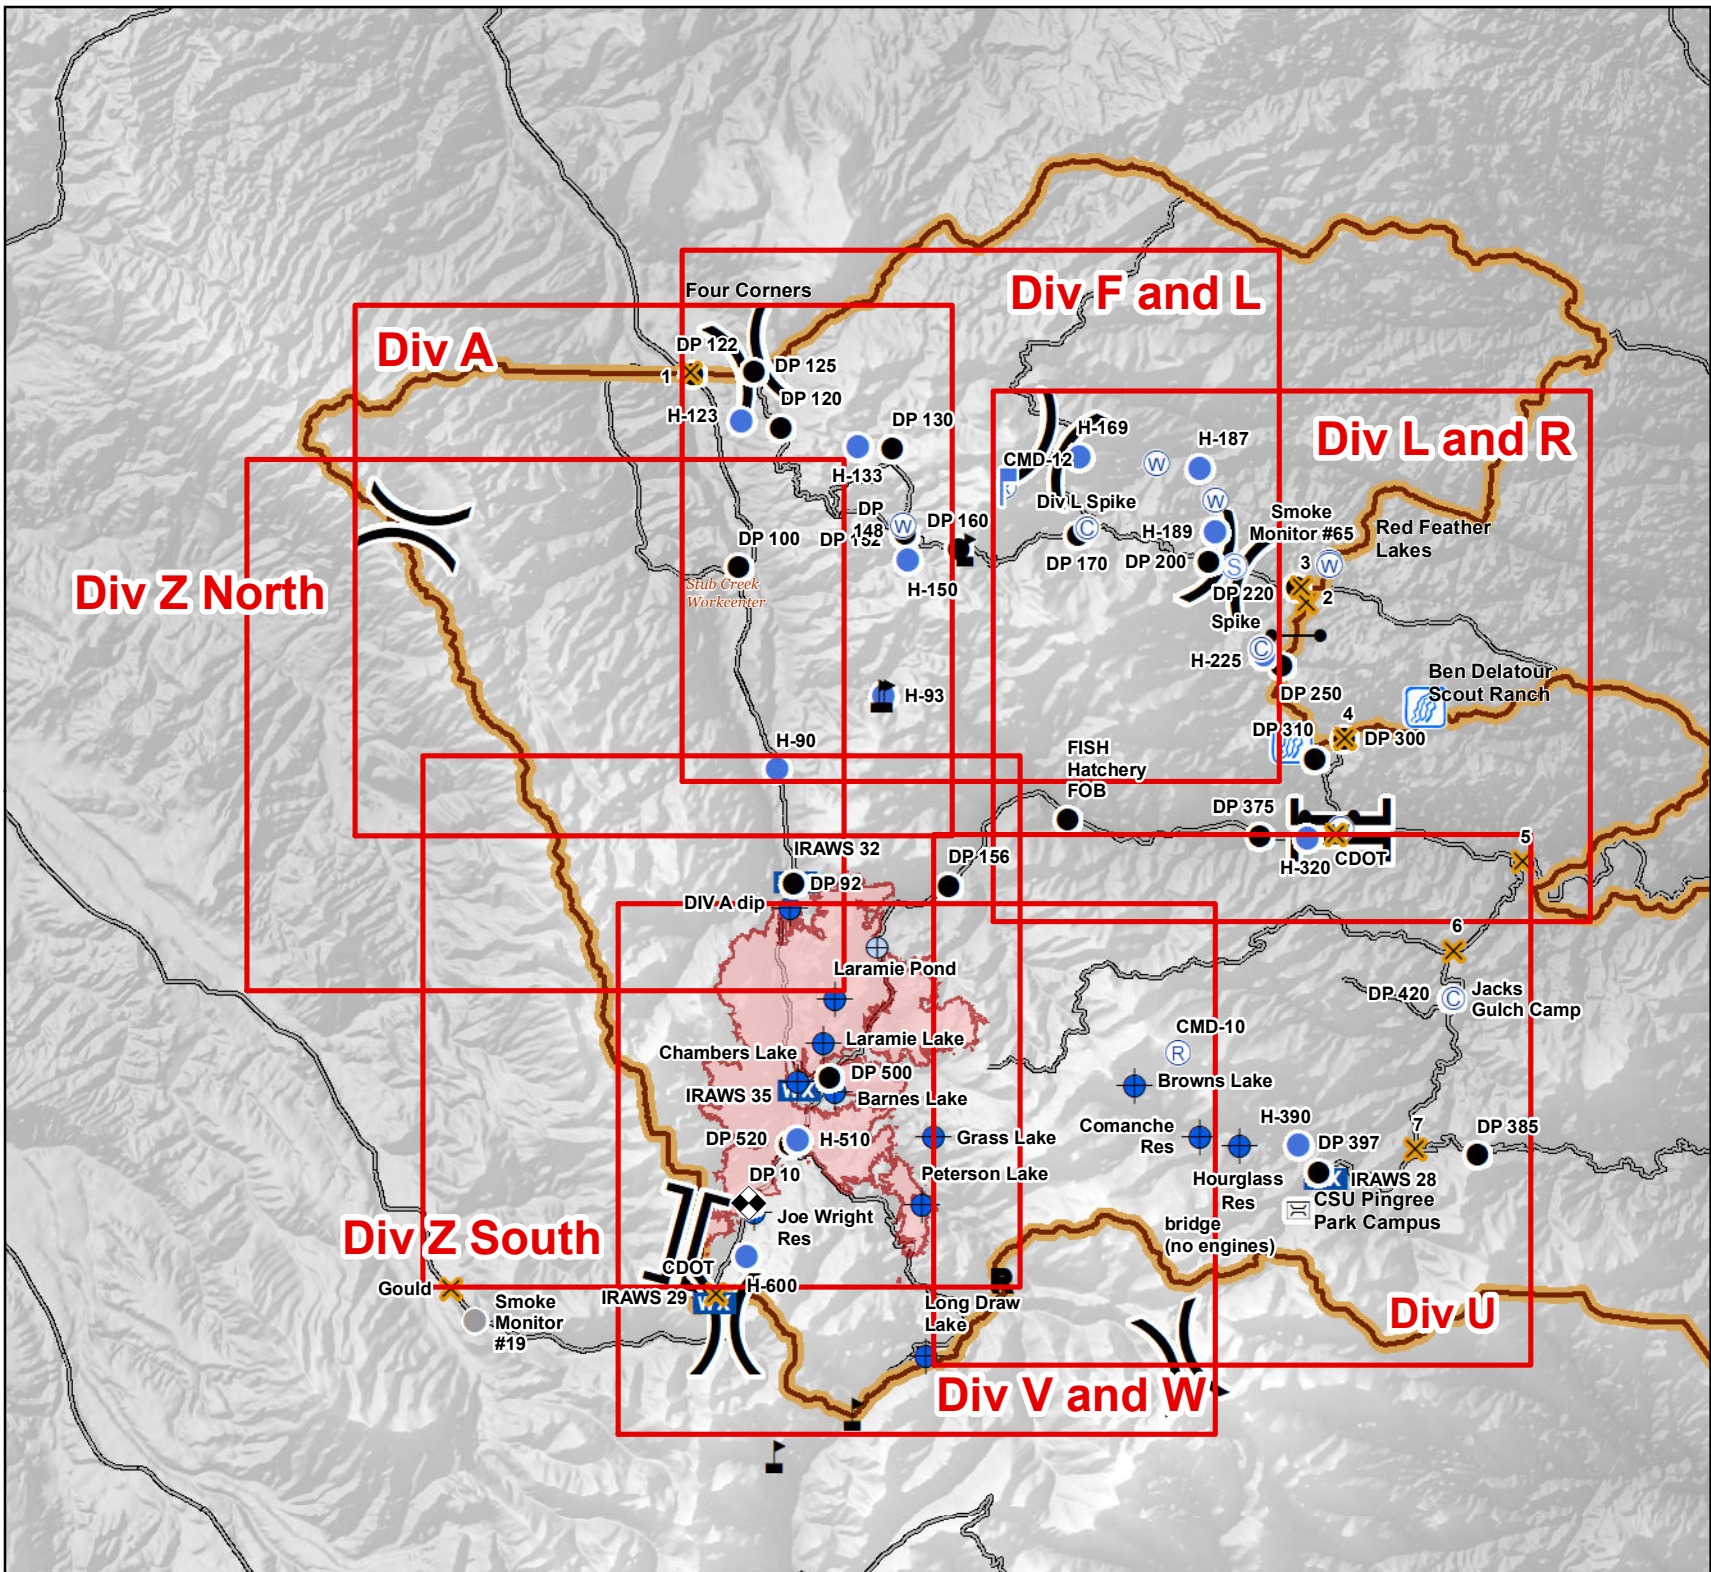 Four Corners
Div F and L
Div A
DP 122
DP 125
1
DP 120
H-123
DP 130
H-169
H-187
Div L and R
CMD-12
W
H-133
Div L Spike
W
Smoke
Monitor #65
Red Feather
Lakes
DP
148
W
DP 160
C
H-189
DP 100
DP 170
DP 200
S
3
W
Stub Creek
Workcenter
H-150
DP 220
2
Div Z North
Spike
C
H-225
H-93
DP 250
Ben Delatour
Scout Ranch
4
DP 310
DP 300
H-90
FISH
Hatchery
FOB
DP 375
5
IRAWS 32
DP 156
H-320
CDOT
DP 92
DIV A dip
6
Laramie Pond
DP 420
C
Jacks
Gulch Camp
CMD-10
R
Chambers Lake
Laramie Lake
DP 500
Browns Lake
IRAWS 35
Barnes Lake
Comanche
Res
H-390
DP 520
H-510
Grass Lake
DP 397
7
DP 385
DP 10
Peterson Lake
Hourglass
Res
IRAWS 28
CSU Pingree
Park Campus
Joe Wright
Res
bridge
(no engines)
Div Z South
CDOT
H-600
Gould
IRAWS 29
WX
Smoke
Monitor
#19
Long Draw
Lake
Div U
Div V and W